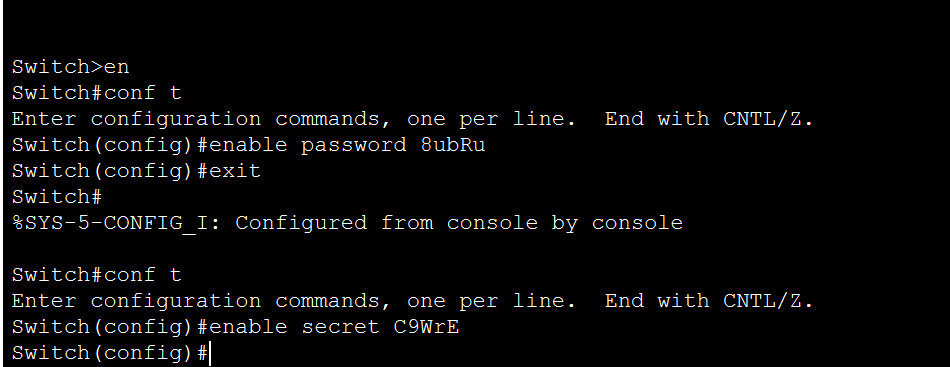 Switch>en
Switch#conf t
Enter configuration commands, one per line.  End with CNTL/Z.
Switch(config)#enable password 8ubRu
Switch(config)#exit
Switch#
%SYS-5-CONFIG_I: Configured from console by console
Switch#conf t
Enter configuration commands, one per line.  End with CNTL/Z.
Switch(config)#enable secret C9WrE
Switch(config)#